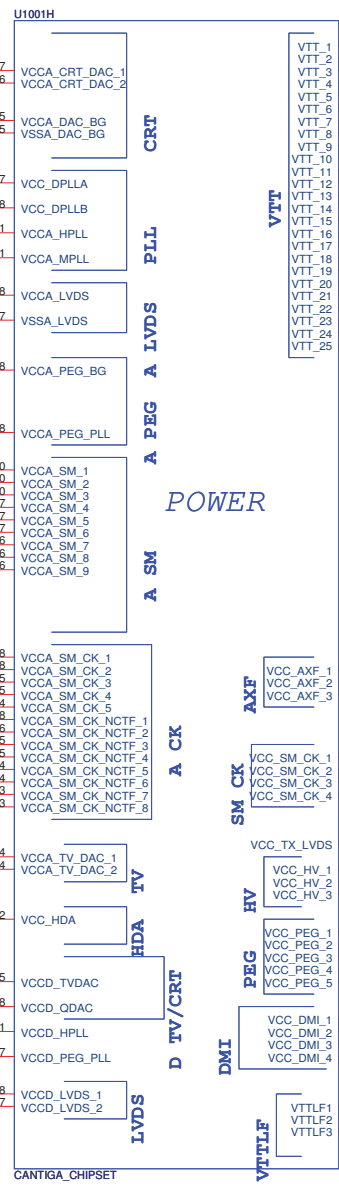 U1001H
VCCA_CRT_DAC_1
VCCA_CRT_DAC_2
VCCA_DAC_BG
VSSA_DAC_BG
CRT
VCC_DPLLA
VCC_DPLLB
VCCA_HPLL
VCCA_MPLL
PLL
VCCA_LVDS
VSSA_LVDS
A LVDS
VCCA_PEG_BG
VCCA_PEG_PLL
A PEG
VCCA_SM_1
VCCA_SM_2
VCCA_SM_3
VCCA_SM_4
VCCA_SM_5
VCCA_SM_6
VCCA_SM_7
VCCA_SM_8
VCCA_SM_9
A SM
VCCA_SM_CK_1
VCCA_SM_CK_2
VCCA_SM_CK_3
VCCA_SM_CK_4
VCCA_SM_CK_5
VCCA_SM_CK_NCTF_1
VCCA_SM_CK_NCTF_2
VCCA_SM_CK_NCTF_3
VCCA_SM_CK_NCTF_4
VCCA_SM_CK_NCTF_5
VCCA_SM_CK_NCTF_6
VCCA_SM_CK_NCTF_7
VCCA_SM_CK_NCTF_8
A CK
VCCA_TV_DAC_1
VCCA_TV_DAC_2
TV
VCC_HDA
HDA
VCCD_TVDAC
VCCD_QDAC
D TV/CRT
VCCD_HPLL
VCCD_PEG_PLL
VCCD_LVDS_1
VCCD_LVDS_2
LVDS
POWER
VTT_1
VTT_2
VTT_3
VTT_4
VTT_5
VTT_6
VTT_7
VTT_8
VTT_9
VTT_10
VTT_11
VTT_12
VTT_13
VTT_14
VTT_15
VTT_16
VTT_17
VTT_18
VTT_19
VTT_20
VTT_21
VTT_22
VTT_23
VTT_24
VTT_25
VTT
VCC_AXF_1
VCC_AXF_2
VCC_AXF_3
AXF
VCC_SM_CK_1
VCC_SM_CK_2
VCC_SM_CK_3
VCC_SM_CK_4
SM CK
VCC_TX_LVDS
VCC_HV_1
VCC_HV_2
VCC_HV_3
HV
VCC_PEG_1
VCC_PEG_2
VCC_PEG_3
VCC_PEG_4
VCC_PEG_5
PEG
VCC_DMI_1
VCC_DMI_2
VCC_DMI_3
VCC_DMI_4
DMI
VTTLF1
VTTLF2
VTTLF3
VTTLF
CANTIGA_CHIPSET